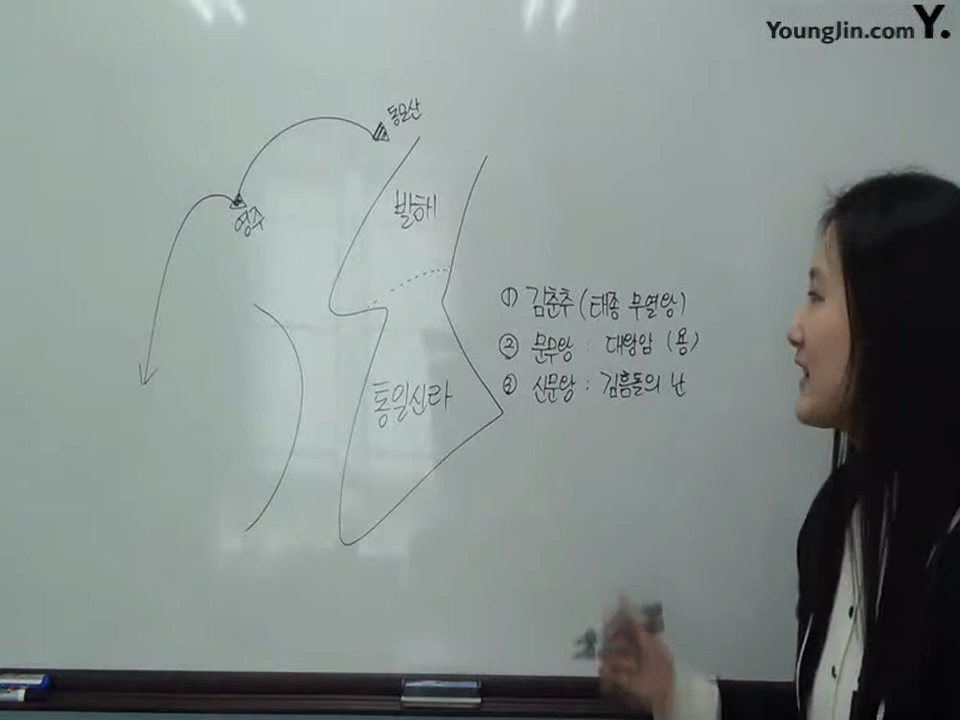 YoungJin.com Y.
동모산
영주
발해
① 김춘추 (태종 무열왕)
② 문무왕 : 대왕암 (용)
③ 신문왕 : 김흠돌의 난
통일신라